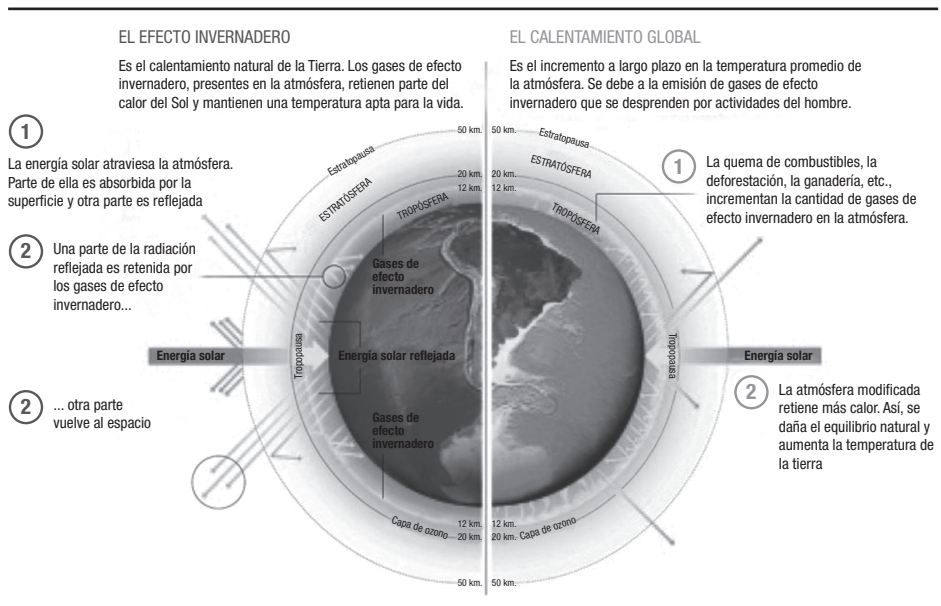 EL EFECTO INVERNADERO
Es el calentamiento natural de la Tierra. Los gases de efecto
invernadero, presentes en la atmósfera, retienen parte del
calor del Sol y mantienen una temperatura apta para la vida.
1
La energía solar atraviesa la atmósfera.
Parte de ella es absorbida por la
superficie y otra parte es reflejada
2
Una parte de la radiación
reflejada es retenida por
los gases de efecto
invernadero...
Energía solar
2
... otra parte
vuelve al espacio
50 km.
Estratopausa
20 km.
ESTRATÓSFERA
12 km.
TROPÓSFERA
Gases de
efecto
invernadero
Tropopausa
Energía solar reflejada
Gases de
efecto
invernadero
Capa de ozono
12 km.
20 km.
50 km.
EL CALENTAMIENTO GLOBAL
Es el incremento a largo plazo en la temperatura promedio de
la atmósfera. Se debe a la emisión de gases de efecto
invernadero que se desprenden por actividades del hombre.
50 km.
Estratopausa
20 km.
ESTRATÓSFERA
12 km.
TROPÓSFERA
1
La quema de combustibles, la
deforestación, la ganadería, etc.,
incrementan la cantidad de gases de
efecto invernadero en la atmósfera.
Tropopausa
Energía solar
2
La atmósfera modificada
retiene más calor. Así, se
daña el equilibrio natural y
aumenta la temperatura de
la tierra
12 km.
20 km.
Capa de ozono
50 km.